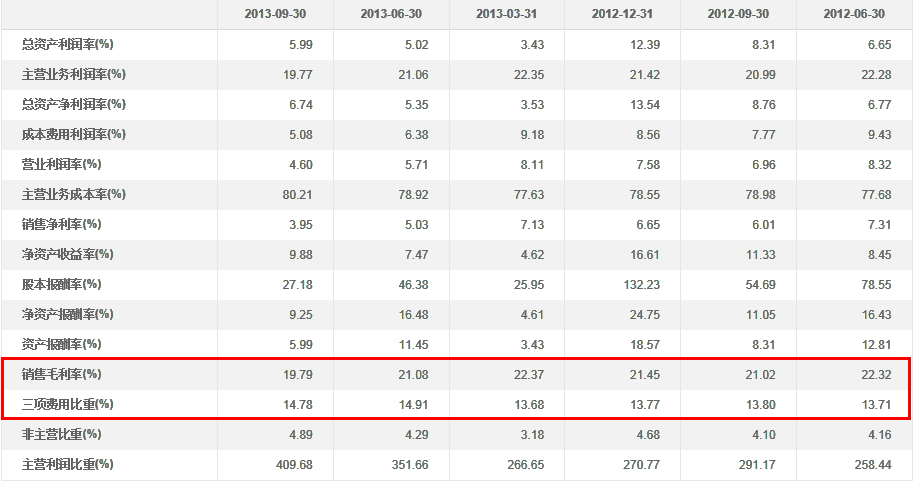 2013-09-30 2013-06-30 2013-03-31 2012-12-31 2012-09-30 2012-06-30
总资产利润率(%) 5.99 5.02 3.43 12.39 8.31 6.65
主营业务利润率(%) 19.77 21.06 22.35 21.42 20.99 22.28
总资产净利润率(%) 6.74 5.35 3.53 13.54 8.76 6.77
成本费用利润率(%) 5.08 6.38 9.18 8.56 7.77 9.43
营业利润率(%) 4.60 5.71 8.11 7.58 6.96 8.32
主营业务成本率(%) 80.21 78.92 77.63 78.55 78.98 77.68
销售净利率(%) 3.95 5.03 7.13 6.65 6.01 7.31
净资产收益率(%) 9.88 7.47 4.62 16.61 11.33 8.45
股本报酬率(%) 27.18 46.38 25.95 132.23 54.69 78.55
净资产报酬率(%) 9.25 16.48 4.61 24.75 11.05 16.43
资产报酬率(%) 5.99 11.45 3.43 18.57 8.31 12.81
销售毛利率(%) 19.79 21.08 22.37 21.45 21.02 22.32
三项费用比重(%) 14.78 14.91 13.68 13.77 13.80 13.71
非主营比重(%) 4.89 4.29 3.18 4.68 4.10 4.16
主营利润比重(%) 409.68 351.66 266.65 270.77 291.17 258.44